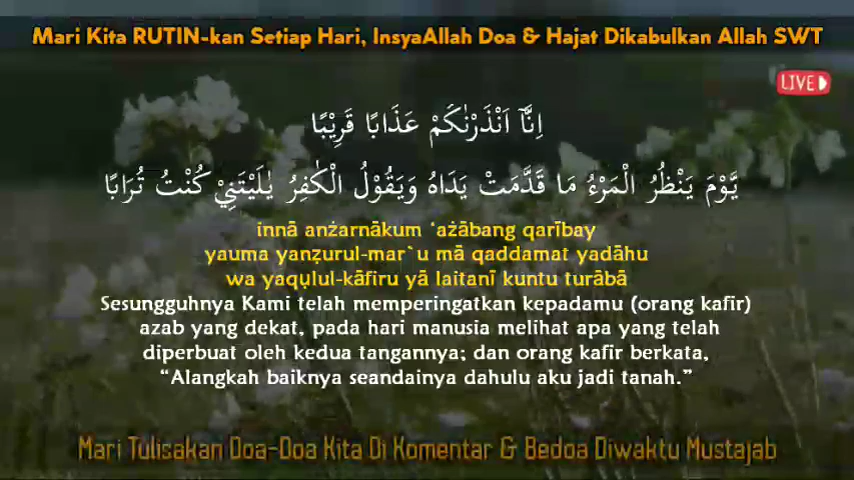 Mari Kita RUTIN-kan Setiap Hari, InsyaAllah Doa & Hajat Dikabulkan Allah SWT
LIVE
اِنَّآ اَنْذَرْنٰكَمْ عَذَابًا قَرِيْبًا
يَّوْمَ يَنْظُرُ الْمَرْءُ مَا قَدَّمَتْ يَدَاهُ وَيَقُوْلُ الْكٰفِرُ يٰلَيْتَنِيْ كُنْتُ تُرَابًا
innā anżarnākum ‘ażābang qarībay
yauma yanẓurul-mar`u mā qaddamat yadāhu
wa yaqụlul-kāfiru yā laitanī kuntu turābā
Sesungguhnya Kami telah memperingatkan kepadamu (orang kafir)
azab yang dekat, pada hari manusia melihat apa yang telah
diperbuat oleh kedua tangannya; dan orang kafir berkata,
“Alangkah baiknya seandainya dahulu aku jadi tanah.”
Mari Tulisakan Doa-Doa Kita Di Komentar & Bedoa Diwaktu Mustajab